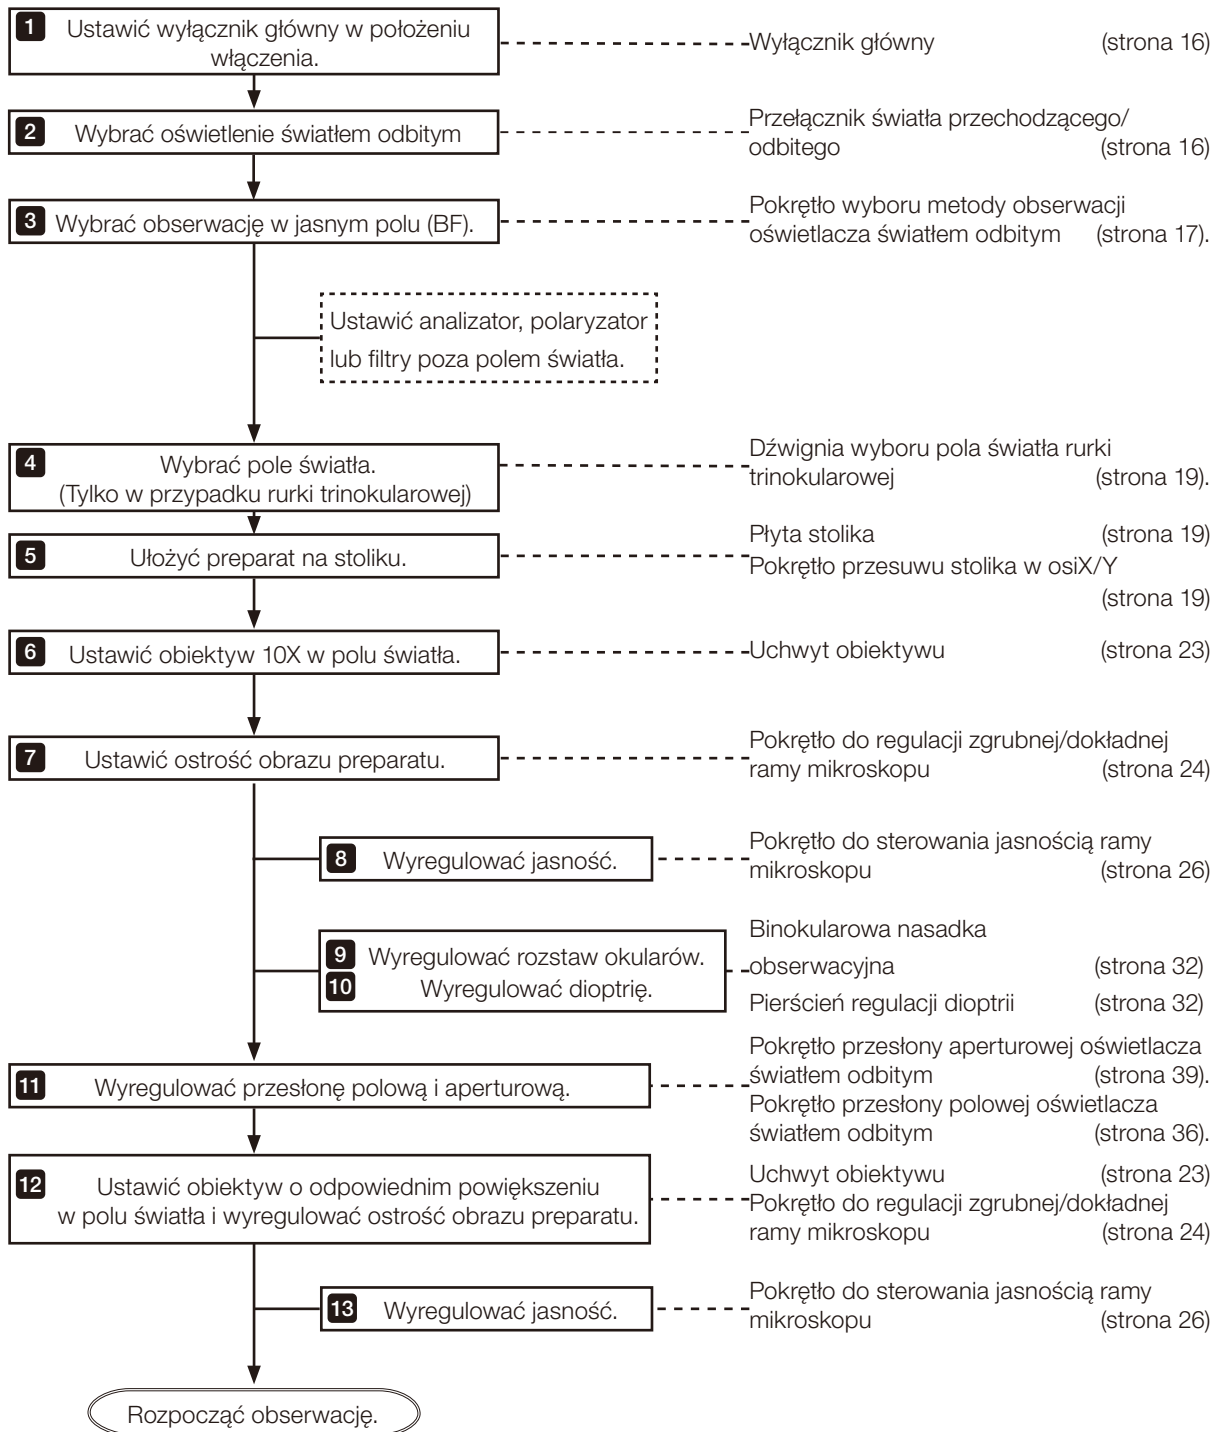 1 Ustawić wyłącznik główny w położeniu
włączenia.
Wyłącznik główny (strona 16)
2 Wybrać oświetlenie światłem odbitym
Przełącznik światła przechodzącego/
odbitego (strona 16)
3 Wybrać obserwację w jasnym polu (BF).
Pokrętło wyboru metody obserwacji
oświetlacza światłem odbitym (strona 17).
Ustawić analizator, polaryzator
lub filtry poza polem światła.
4 Wybrać pole światła.
(Tylko w przypadku rurki trinokularowej)
Dźwignia wyboru pola światła rurki
trinokularowej (strona 19).
5 Ułożyć preparat na stoliku.
Płyta stolika (strona 19)
Pokrętło przesuwu stolika w osiX/Y
(strona 19)
6 Ustawić obiektyw 10X w polu światła.
Uchwyt obiektywu (strona 23)
7 Ustawić ostrość obrazu preparatu.
Pokrętło do regulacji zgrubnej/dokładnej
ramy mikroskopu (strona 24)
8 Wyregulować jasność.
Pokrętło do sterowania jasnością ramy
mikroskopu (strona 26)
9 Wyregulować rozstaw okularów.
10 Wyregulować dioptrię.
Binokularowa nasadka
obserwacyjna (strona 32)
Pierścień regulacji dioptrii (strona 32)
11 Wyregulować przesłonę polową i aperturową.
Pokrętło przesłony aperturowej oświetlacza
światłem odbitym (strona 39).
Pokrętło przesłony polowej oświetlacza
światłem odbitym (strona 36).
12 Ustawić obiektyw o odpowiednim powiększeniu
w polu światła i wyregulować ostrość obrazu preparatu.
Uchwyt obiektywu (strona 23)
Pokrętło do regulacji zgrubnej/dokładnej
ramy mikroskopu (strona 24)
13 Wyregulować jasność.
Pokrętło do sterowania jasnością ramy
mikroskopu (strona 26)
Rozpocząć obserwację.